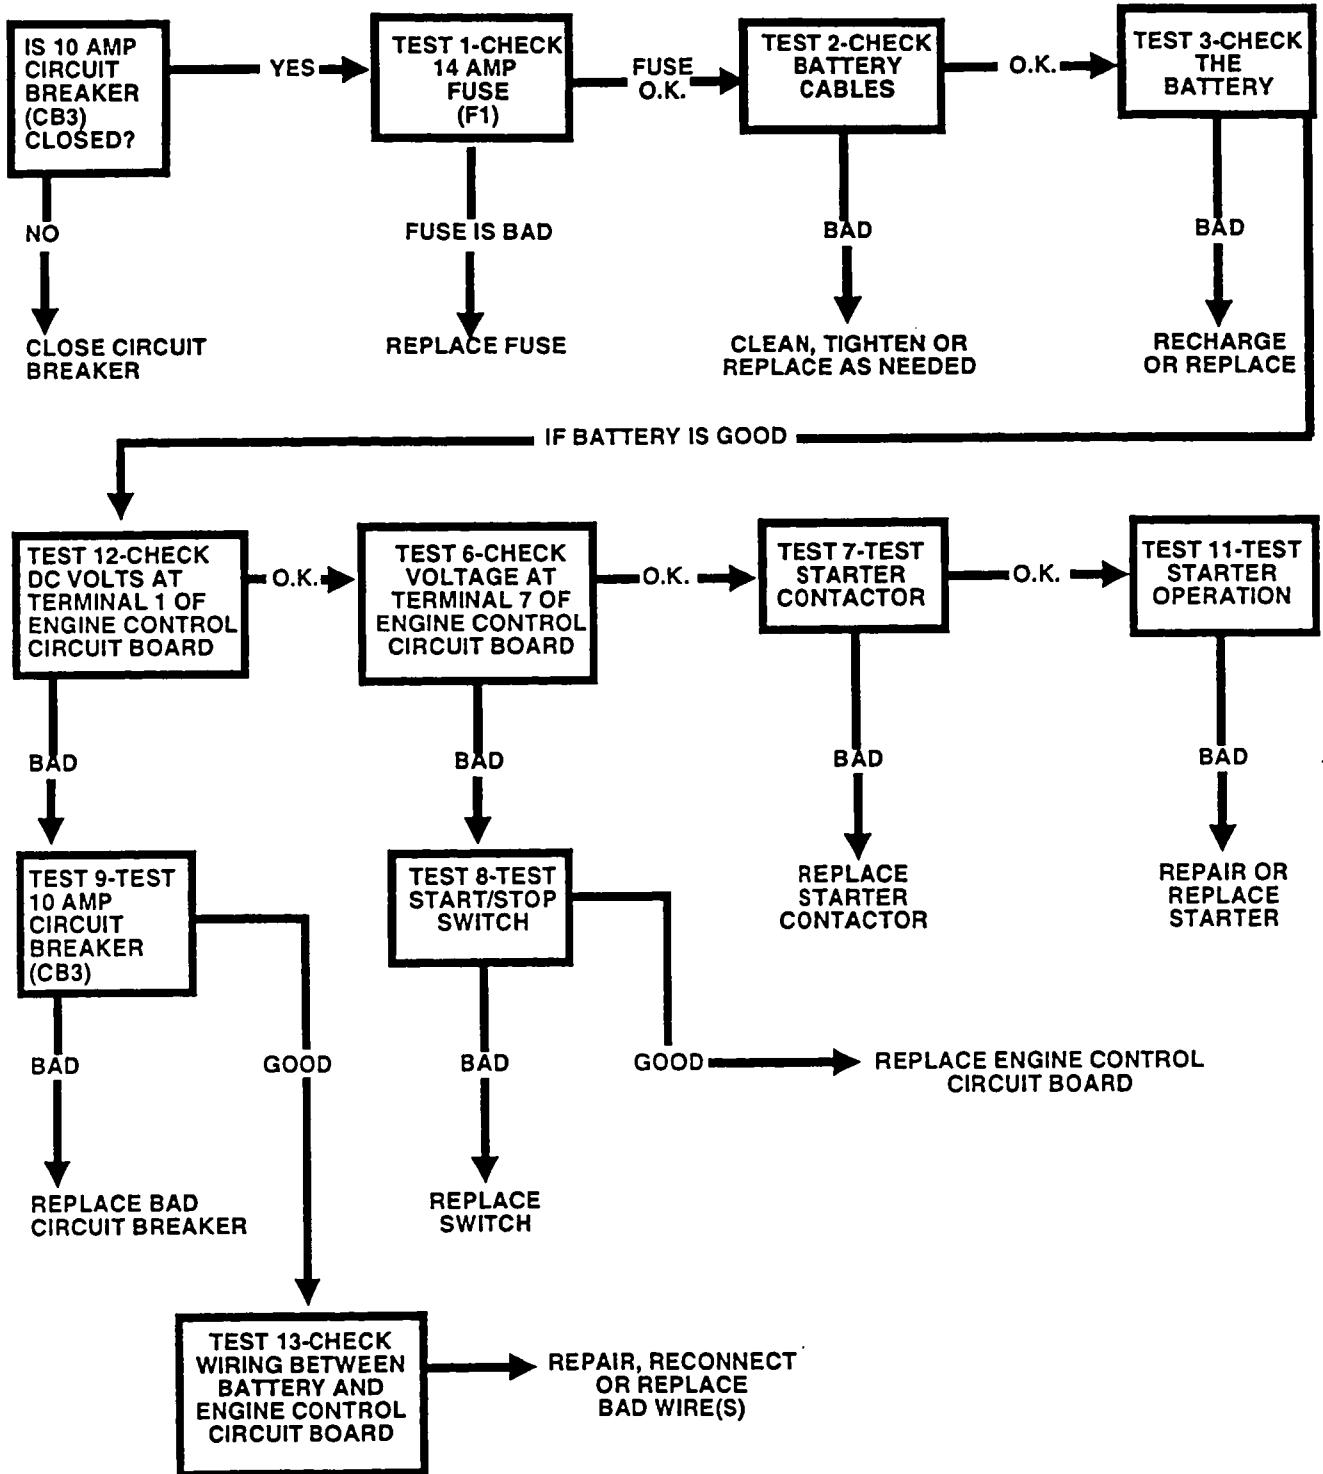 IS 10 AMP
CIRCUIT
BREAKER
(CB3)
CLOSED?
YES
TEST 1-CHECK
14 AMP
FUSE
(F1)
FUSE
O.K.
TEST 2-CHECK
BATTERY
CABLES
O.K.
TEST 3-CHECK
THE
BATTERY
NO
CLOSE CIRCUIT
BREAKER
FUSE IS BAD
REPLACE FUSE
BAD
CLEAN, TIGHTEN OR
REPLACE AS NEEDED
BAD
RECHARGE
OR REPLACE
IF BATTERY IS GOOD
TEST 12-CHECK
DC VOLTS AT
TERMINAL 1 OF
ENGINE CONTROL
CIRCUIT BOARD
O.K.
TEST 6-CHECK
VOLTAGE AT
TERMINAL 7 OF
ENGINE CONTROL
CIRCUIT BOARD
O.K.
TEST 7-TEST
STARTER
CONTACTOR
O.K.
TEST 11-TEST
STARTER
OPERATION
BAD
BAD
BAD
BAD
TEST 9-TEST
10 AMP
CIRCUIT
BREAKER
(CB3)
TEST 8-TEST
START/STOP
SWITCH
REPLACE
STARTER
CONTACTOR
REPAIR OR
REPLACE
STARTER
BAD
GOOD
BAD
GOOD
REPLACE ENGINE CONTROL
CIRCUIT BOARD
REPLACE BAD
CIRCUIT BREAKER
REPLACE
SWITCH
TEST 13-CHECK
WIRING BETWEEN
BATTERY AND
ENGINE CONTROL
CIRCUIT BOARD
REPAIR, RECONNECT
OR REPLACE
BAD WIRE(S)